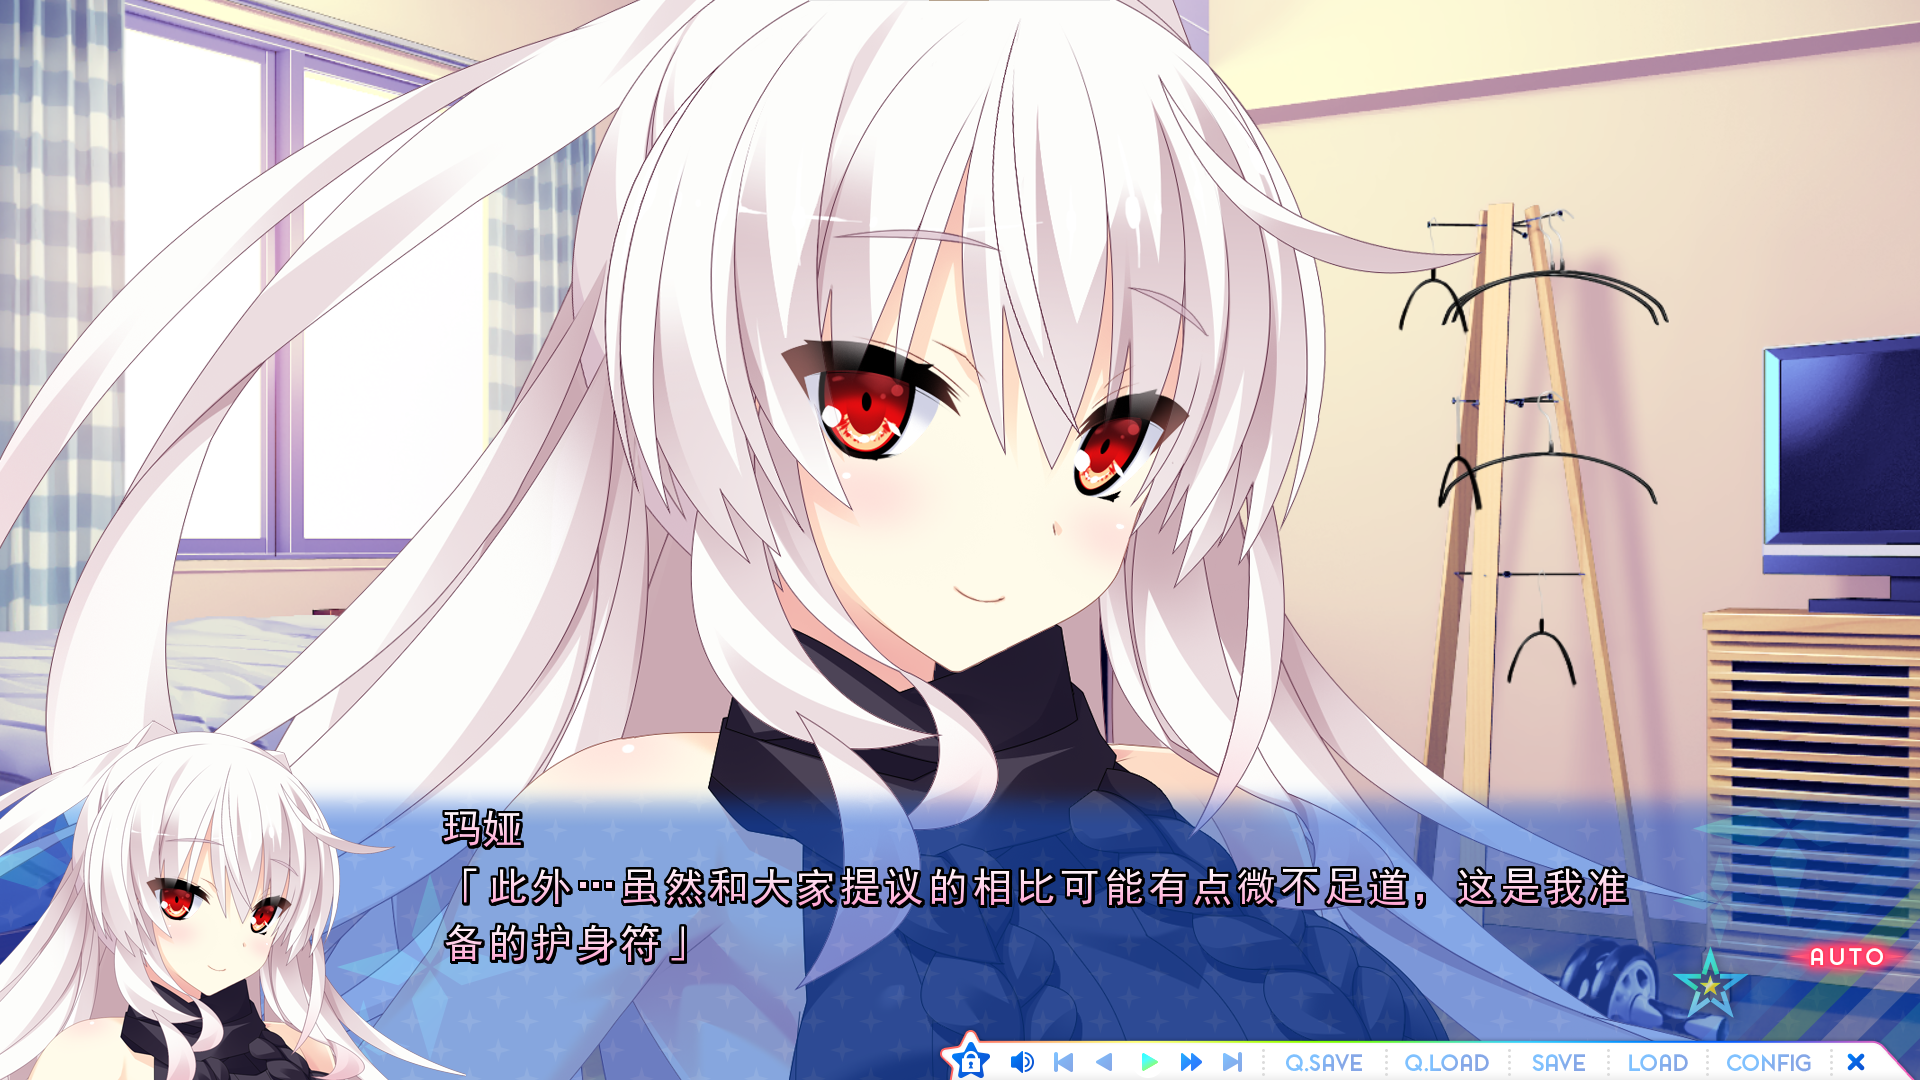 玛娅
「此外…虽然和大家提议的相比可能有点微不足道，这是我准
备的护身符」
AUTO
Q.SAVE Q.LOAD SAVE LOAD CONFIG